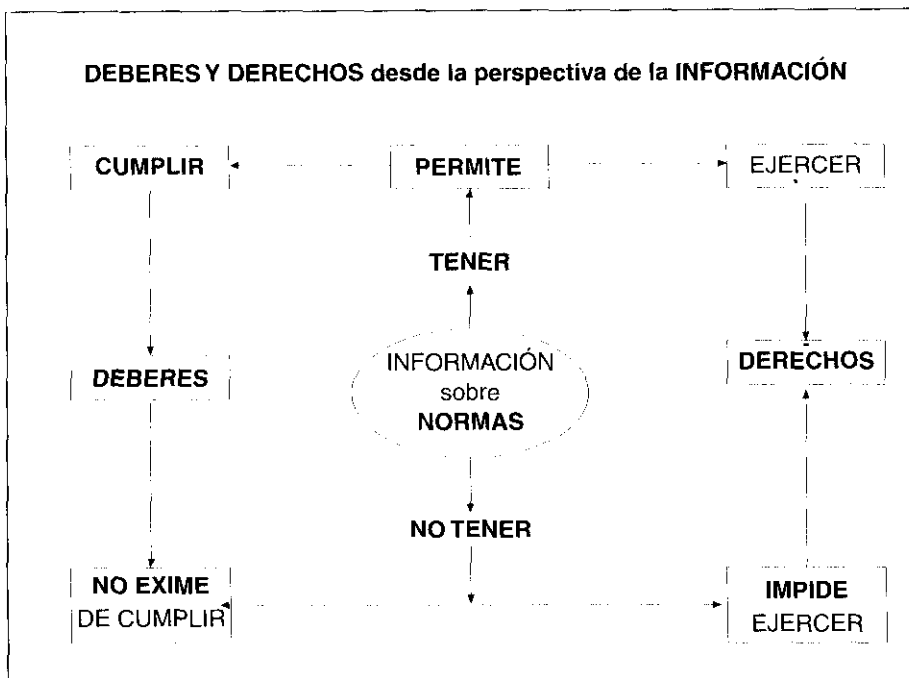 DEBERES Y DERECHOS desde la perspectiva de la INFORMACIÓN
CUMPLIR
PERMITE
EJERCER
TENER
DEBERES
INFORMACIÓN
sobre
NORMAS
DERECHOS
NO TENER
NO EXIME
DE CUMPLIR
IMPIDE
EJERCER